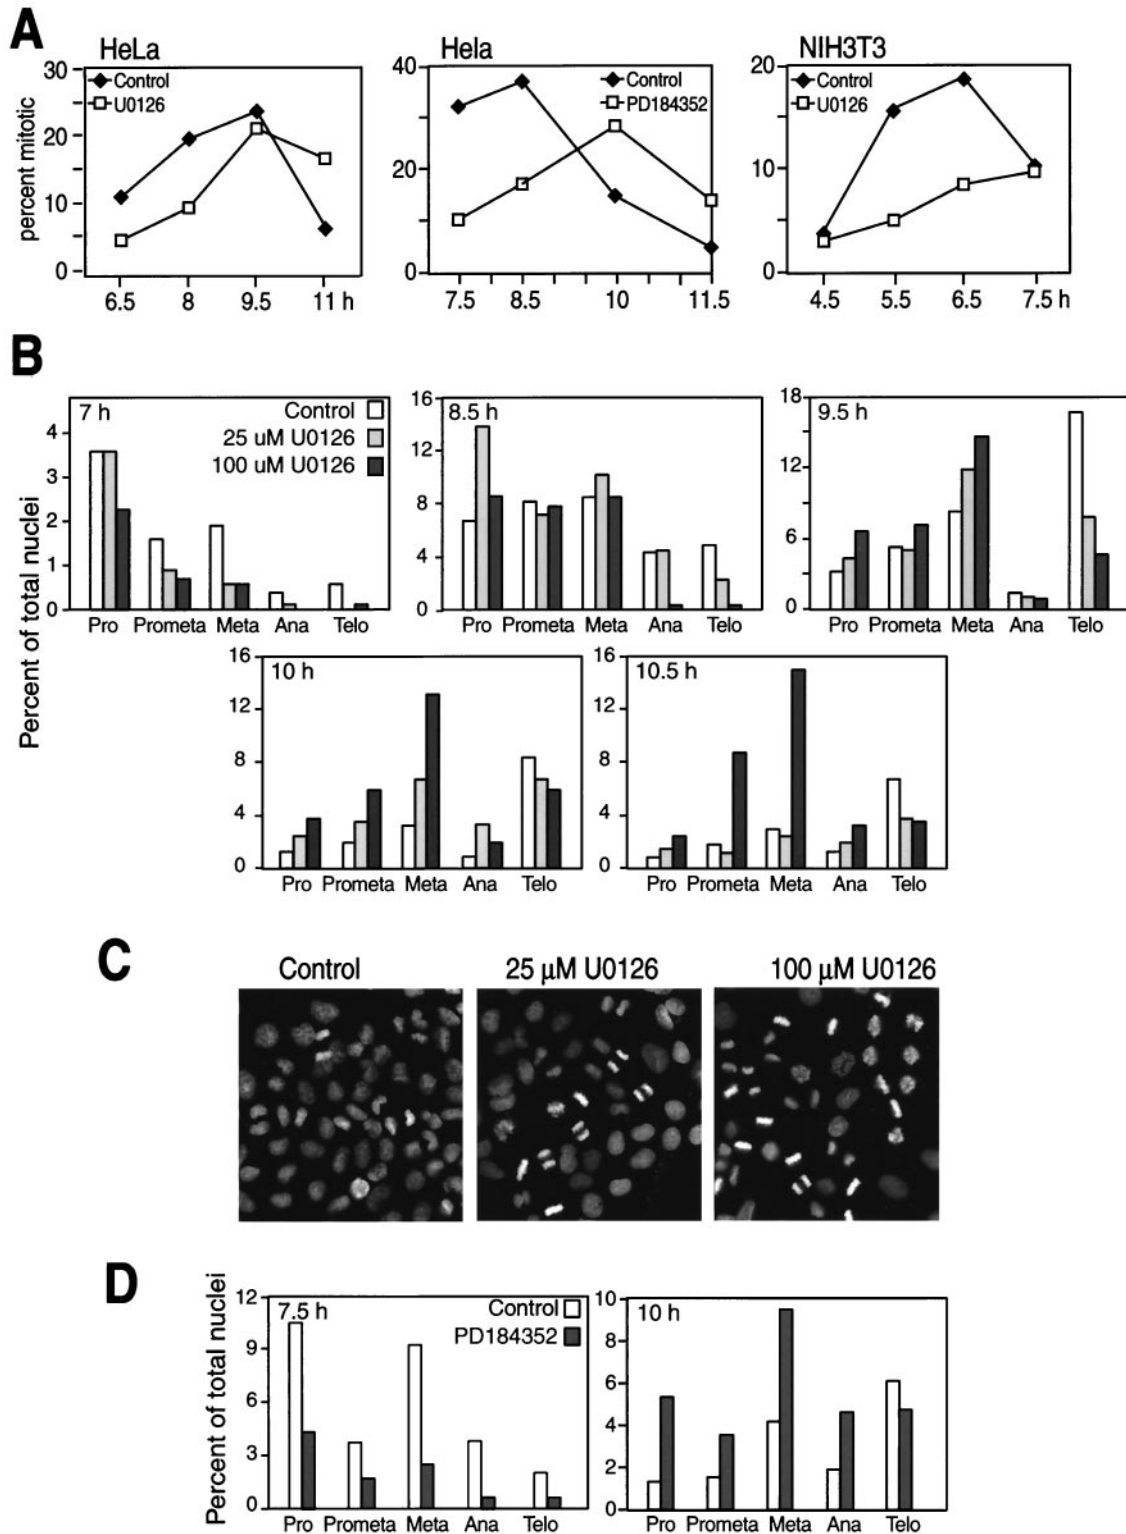 A
HeLa
Hela
NIH3T3
percent mitotic
30
20
10
0
Control
U0126
6.5 8 9.5 11 h
40
20
0
Control
PD184352
7.5 8.5 10 11.5
20
10
0
Control
U0126
4.5 5.5 6.5 7.5 h
B
Percent of total nuclei
7 h
Control
25 uM U0126
100 uM U0126
4
3
2
1
0
Pro Prometa Meta Ana Telo
8.5 h
16
12
8
4
0
Pro Prometa Meta Ana Telo
9.5 h
18
12
6
0
Pro Prometa Meta Ana Telo
10 h
16
12
8
4
0
Pro Prometa Meta Ana Telo
10.5 h
16
12
8
4
0
Pro Prometa Meta Ana Telo
C
Control
25 µM U0126
100 µM U0126
D
Percent of total nuclei
7.5 h
Control
PD184352
12
9
6
3
0
Pro Prometa Meta Ana Telo
10 h
10
8
6
4
2
0
Pro Prometa Meta Ana Telo